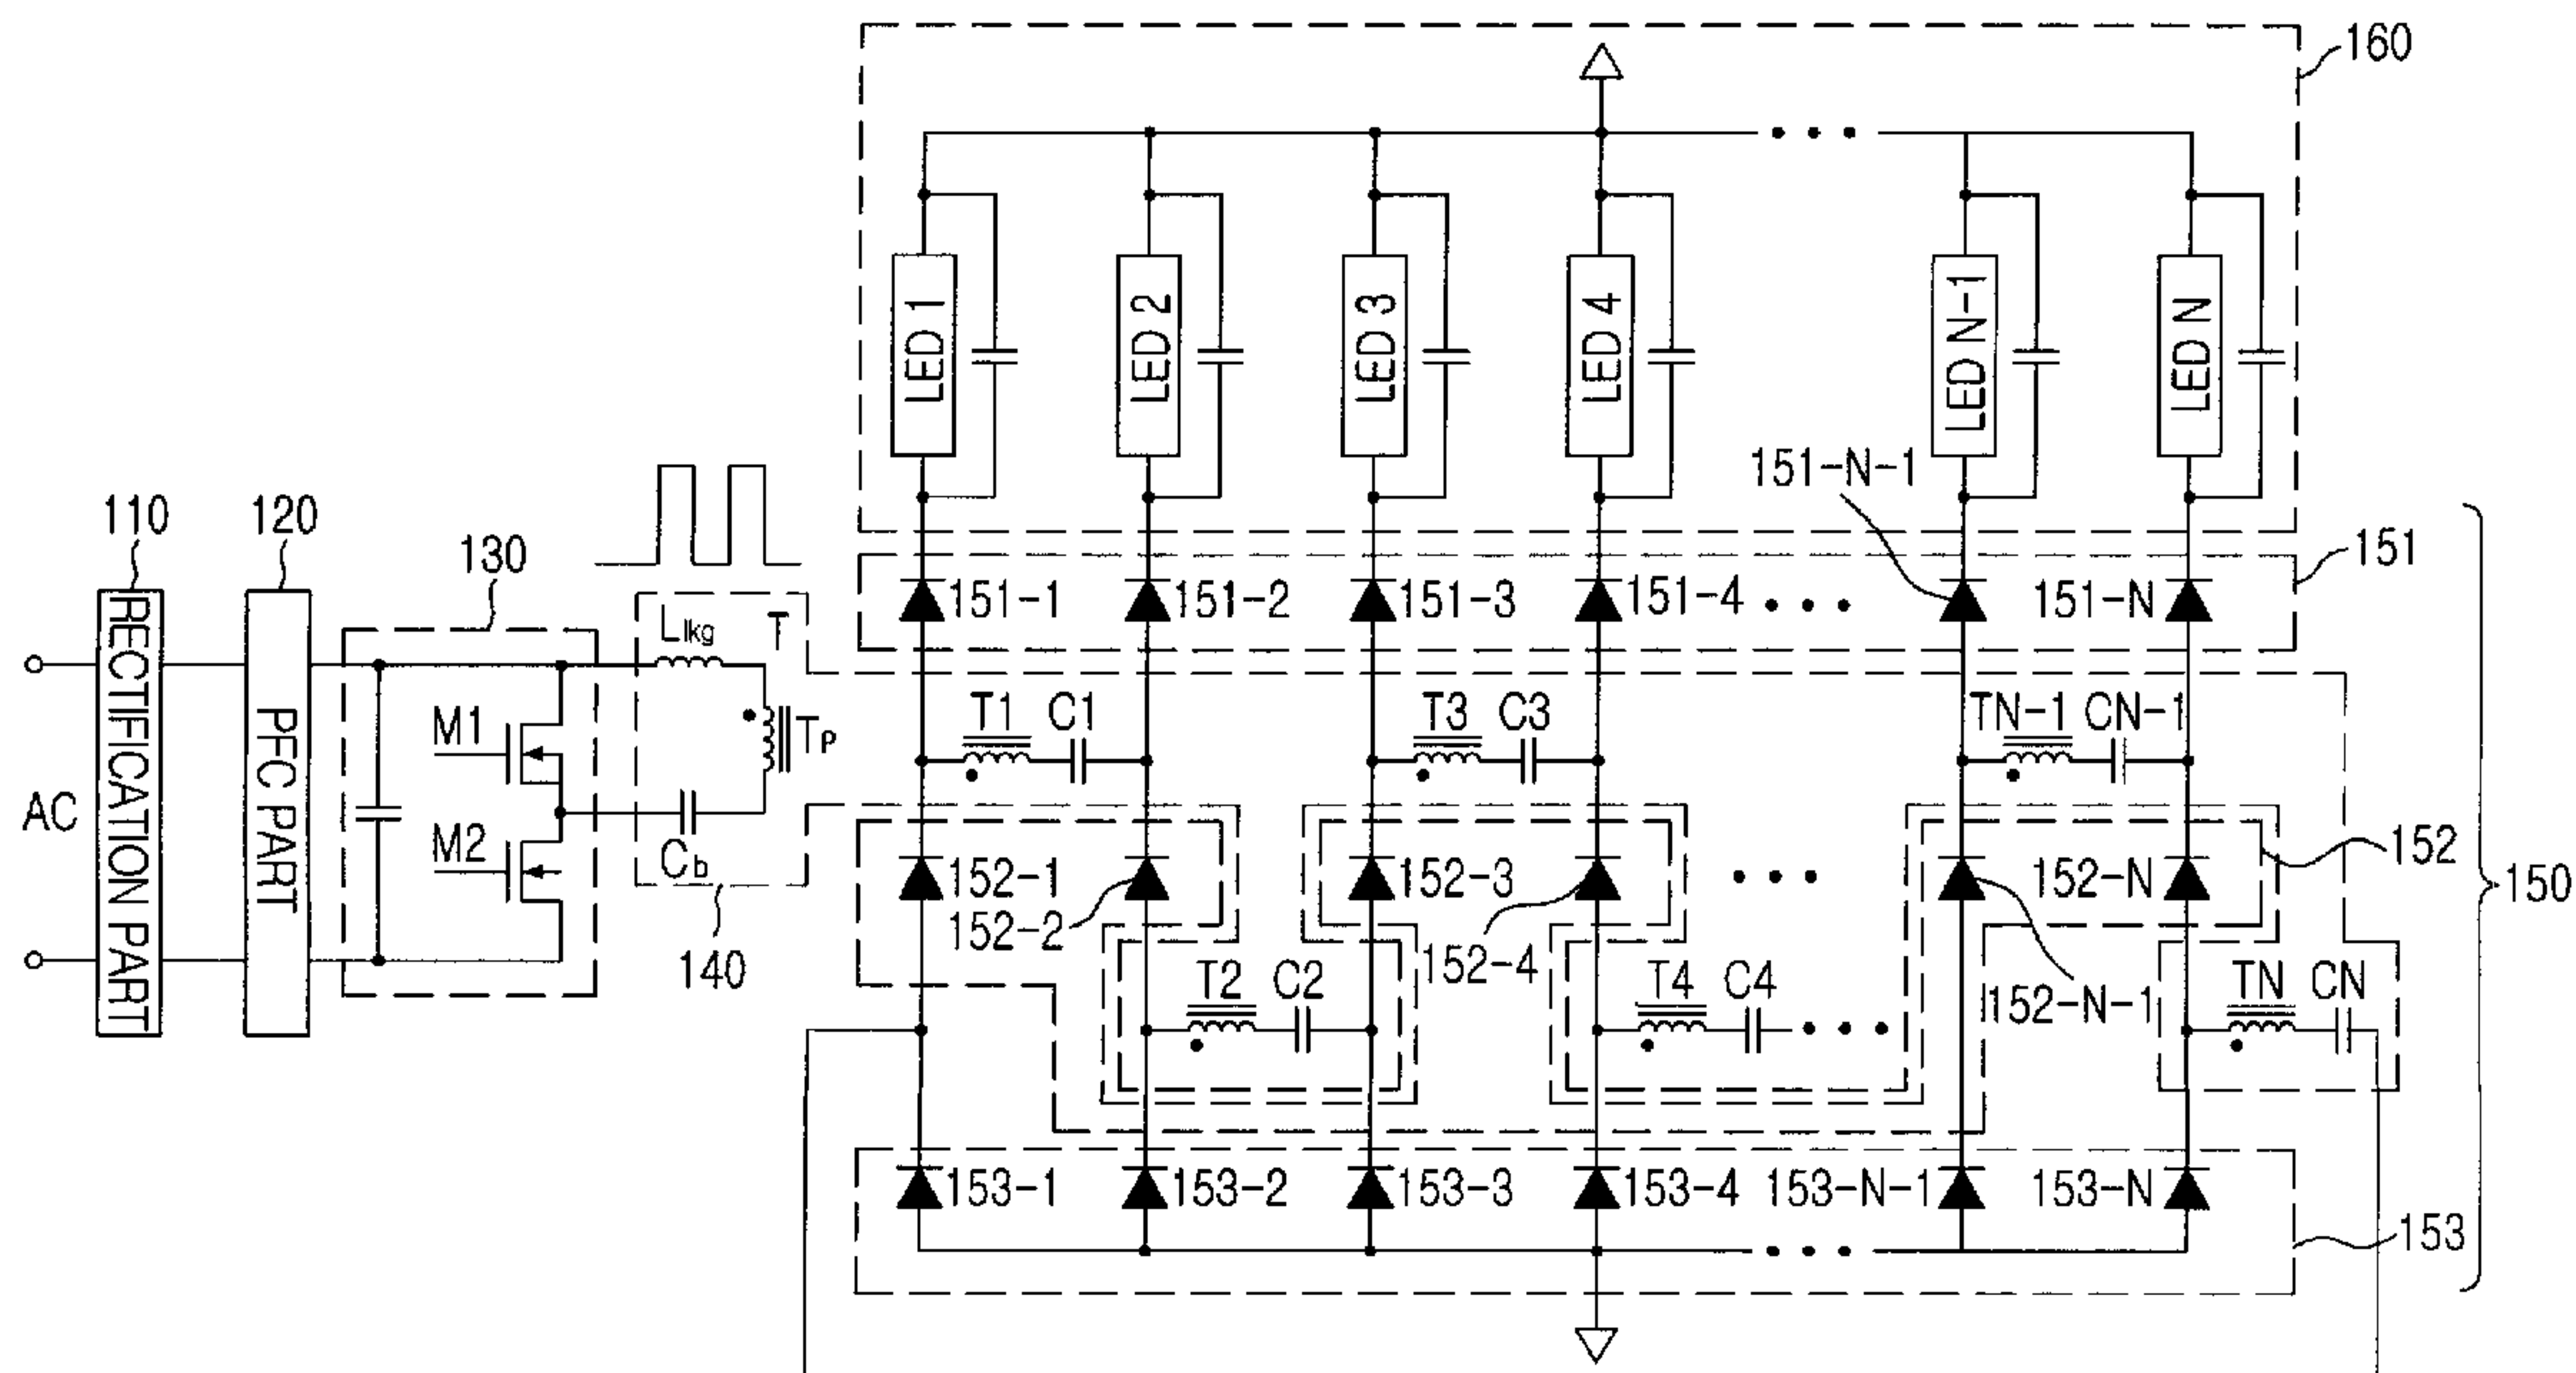 160
LED 1
LED 2
LED 3
LED 4
LED N-1
LED N
151-N-1
110
120
130
151
151-1
151-2
151-3
151-4
151-N
Llkg
T
RECTIFICATION PART
PFC PART
M1
TP
T1 C1
T3 C3
TN-1 CN-1
AC
M2
Cb
152-1
152-3
152-N
152
150
152-2
152-4
140
T2 C2
T4 C4
152-N-1
TN CN
153-1
153-2
153-3
153-4
153-N-1
153-N
153